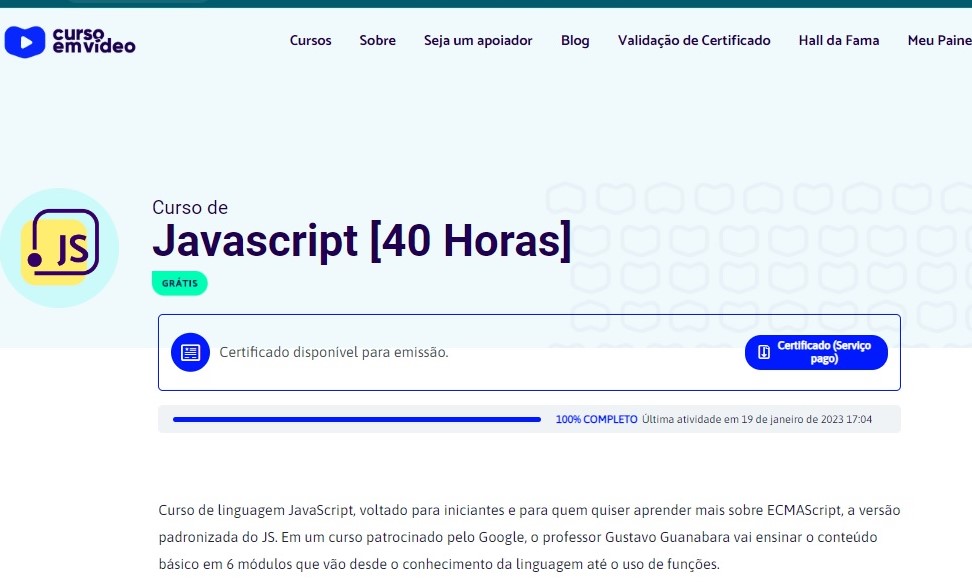 curso
emvídeo
Cursos Sobre Seja um apoiador Blog Validação de Certificado Hall da Fama Meu Paine
Curso de
Javascript [40 Horas]
JS
GRÁTIS
Certificado disponível para emissão.
Certificado (Serviço
pago)
100% COMPLETO Última atividade em 19 de janeiro de 2023 17:04
Curso de linguagem JavaScript, voltado para iniciantes e para quem quiser aprender mais sobre ECMAScript, a versão
padronizada do JS. Em um curso patrocinado pelo Google, o professor Gustavo Guanabara vai ensinar o conteúdo
básico em 6 módulos que vão desde o conhecimento da linguagem até o uso de funções.